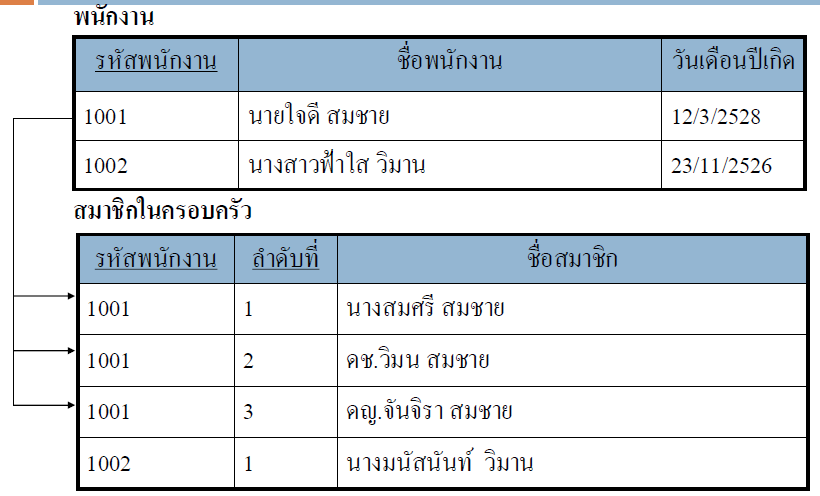 พนักงาน
รหัสพนักงาน ชื่อพนักงาน วันเดือนปีเกิด
1001 นายใจดี สมชาย 12/3/2528
1002 นางสาวฟ้าใส วิมาน 23/11/2526
สมาชิกในครอบครัว
รหัสพนักงาน ลำดับที่ ชื่อสมาชิก
1001 1 นางสมศรี สมชาย
1001 2 ดช.วิมน สมชาย
1001 3 ดญ.จันจิรา สมชาย
1002 1 นางมนัสนันท์ วิมาน